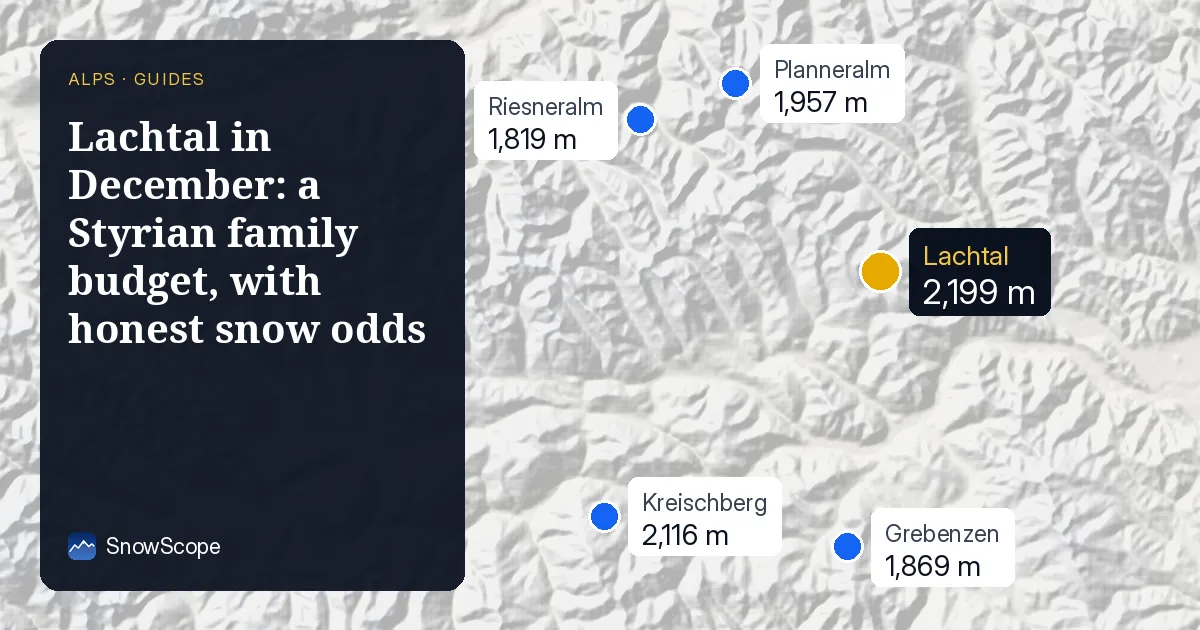 ALPS · GUIDES
Lachtal in
December: a
Styrian family
budget, with
honest snow odds
SnowScope
Riesneralm
1,819 m
Planneralm
1,957 m
Lachtal
2,199 m
Kreischberg
2,116 m
Grebenzen
1,869 m